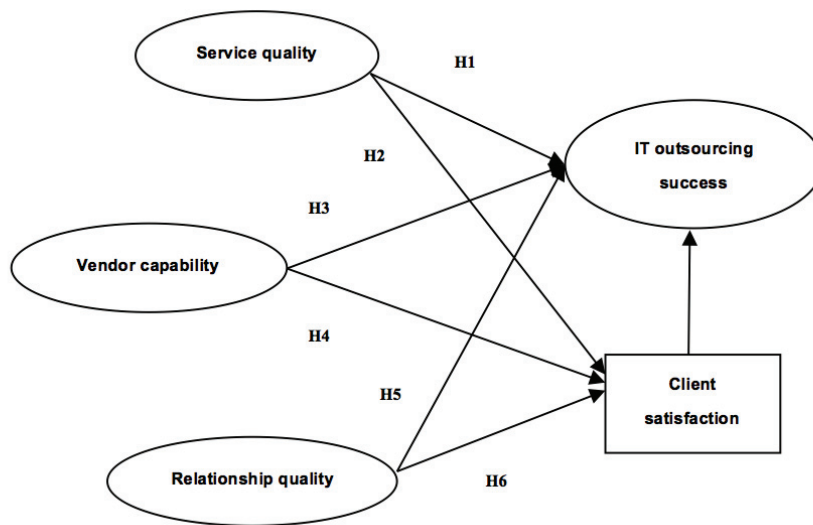 Service quality
H1
IT outsourcing
success
H2
H3
Vendor capability
H4
Client
satisfaction
H5
Relationship quality
H6